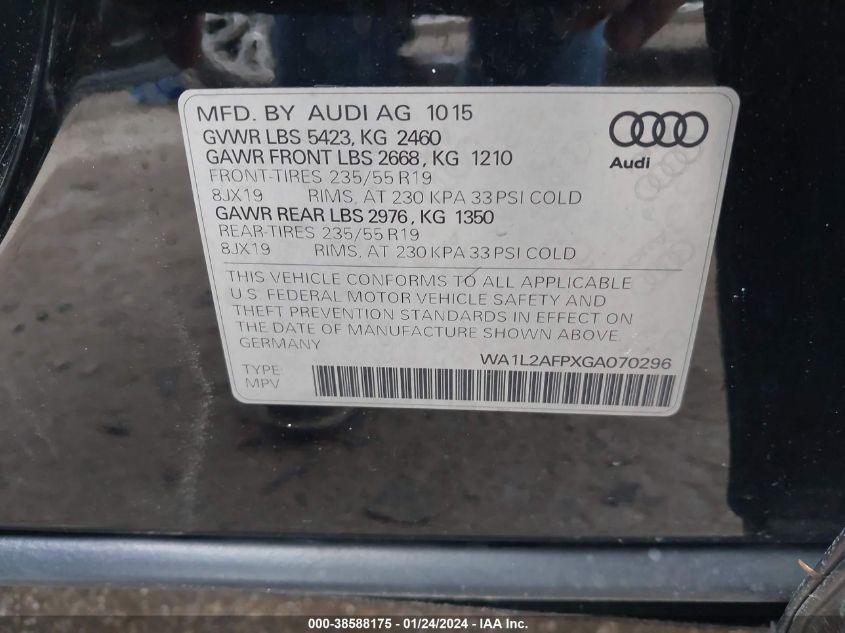 MFD. BY AUDI AG 1015
GVWR LBS 5423, KG 2460
GAWR FRONT LBS 2668, KG 1210
FRONT-TIRES 235/55 R19
8JX19 RIMS, AT 230 KPA 33 PSI COLD
GAWR REAR LBS 2976, KG 1350
REAR-TIRES 235/55 R19
8JX19 RIMS, AT 230 KPA 33 PSI COLD
Audi
THIS VEHICLE CONFORMS TO ALL APPLICABLE
U.S. FEDERAL MOTOR VEHICLE SAFETY AND
THEFT PREVENTION STANDARDS IN EFFECT ON
THE DATE OF MANUFACTURE SHOWN ABOVE.
GERMANY
WA1L2AFPXGA070296
TYPE:
MPV
000-38588175 - 01/24/2024 - IAA Inc.